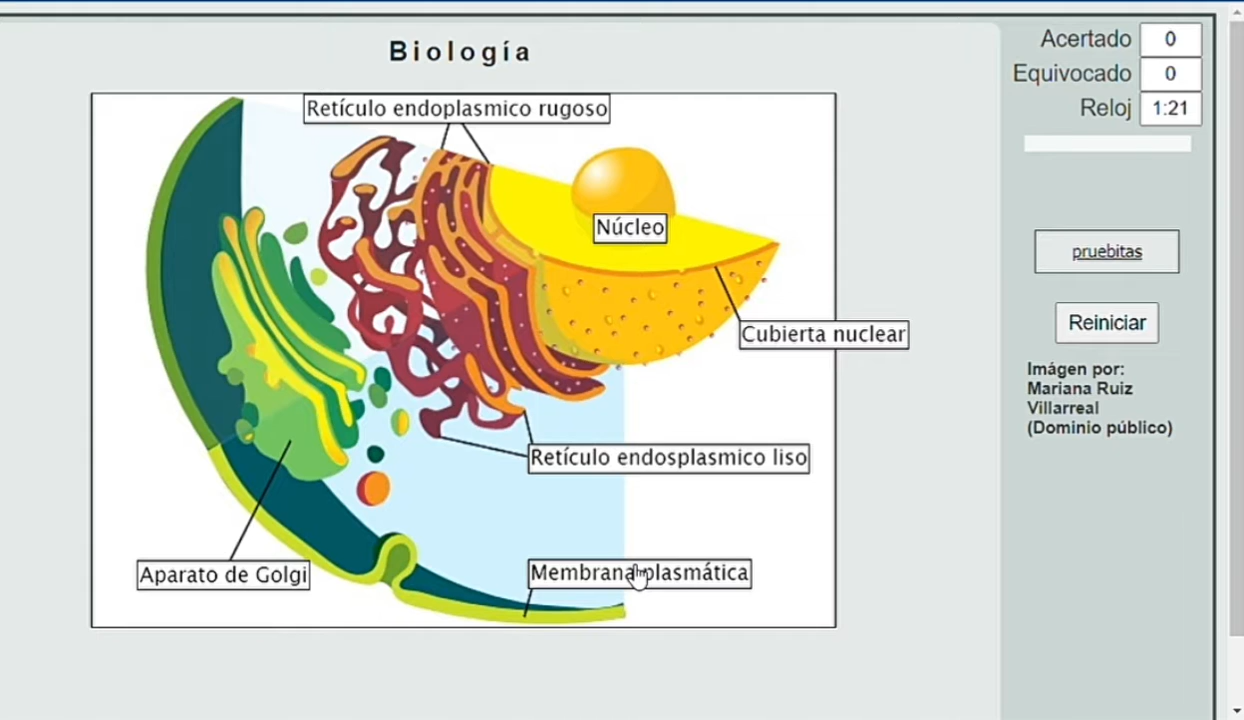 Biología
Retículo endoplasmico rugoso
Núcleo
Cubierta nuclear
Retículo endosplasmico liso
Aparato de Golgi
Membrana plasmática
Acertado 0
Equivocado 0
Reloj 1:21
pruebitas
Reiniciar
Imágen por:
Mariana Ruiz
Villarreal
(Dominio público)